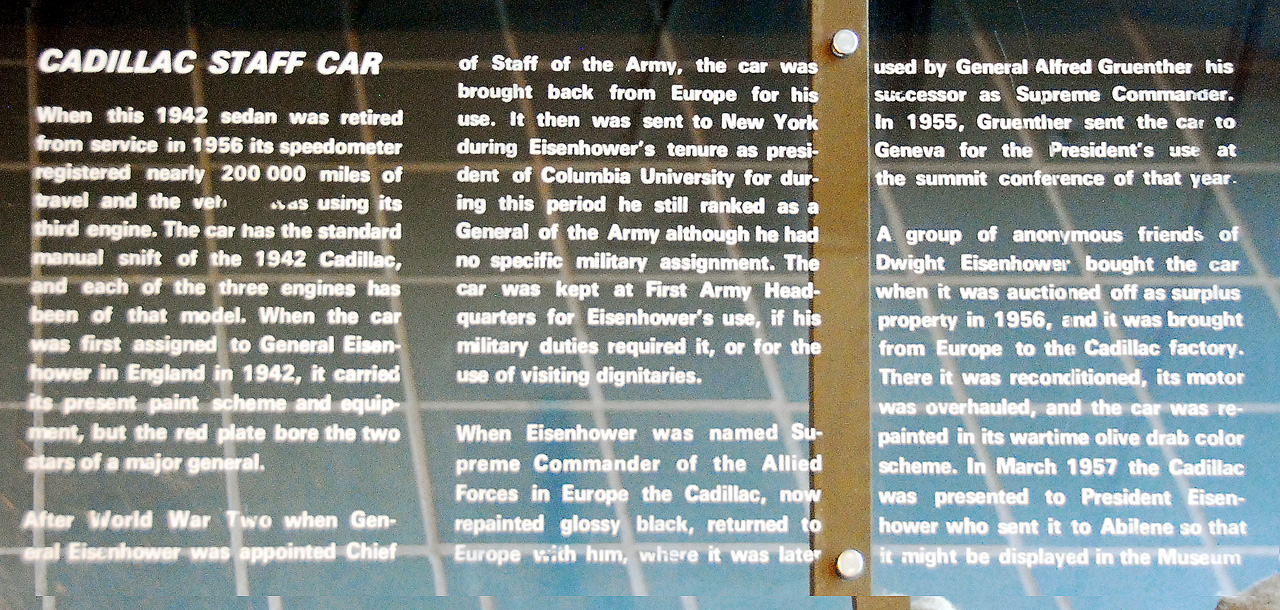 CADILLAC STAFF CAR
When this 1942 sedan was retired
from service in 1956 its speedometer
registered nearly 200 000 miles of
travel and the using its
third engine. The car has the standard
manual snift of the 1942 Cadillac,
and each of the three engines has
been of that model. When the car
was first assigned to General Eisen-
hower in England in 1942, it carried
its present paint scheme and equip-
ment, but the red plate bore the two
stars of a major general.
After World War Two when Gen-
eral Eisenhower was appointed Chief
of Staff of the Army, the car was
brought back from Europe for his
use. It then was sent to New York
during Eisenhower's tenure as presi-
dent of Columbia University for dur-
ing this period he still ranked as a
General of the Army although he had
no specific military assignment. The
car was kept at First Army Head-
quarters for Eisenhower's use, if his
military duties required it, or for the
use of visiting dignitaries.
When Eisenhower was named Su-
preme Commander of the Allied
Forces in Europe the Cadillac, now
repainted glossy black, returned to
Europe with him, where it was later
used by General Alfred Gruenther his
successor as Supreme Commander.
In 1955, Gruenther sent the car to
Geneva for the President's use at
the summit conference of that year.
A group of anonymous friends of
Dwight Eisenhower bought the car
when it was auctioned off as surplus
property in 1956, and it was brought
from Europe to the Cadillac factory.
There it was reconditioned, its motor
was overhauled, and the car was re-
painted in its wartime olive drab color
scheme. In March 1957 the Cadillac
was presented to President Eisen-
hower who sent it to Abilene so that
it might be displayed in the Museum